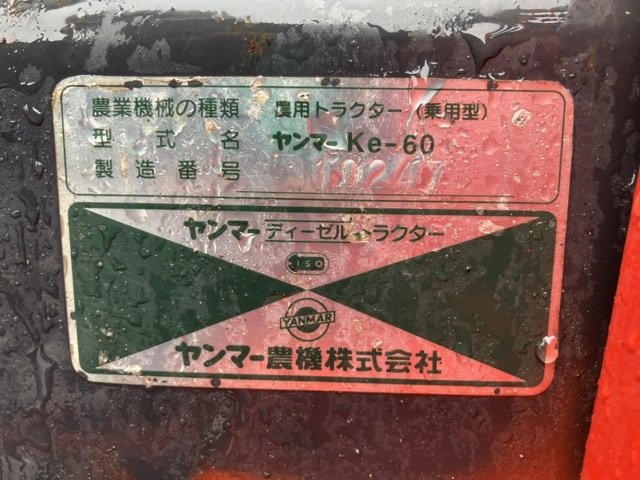 農業機械の種類 農用トラクター(乗用型)
型式名 ヤンマー Ke-60
製造番号
ヤンマーディーゼルトラクター
ISO
YANMAR
ヤンマー農機株式会社